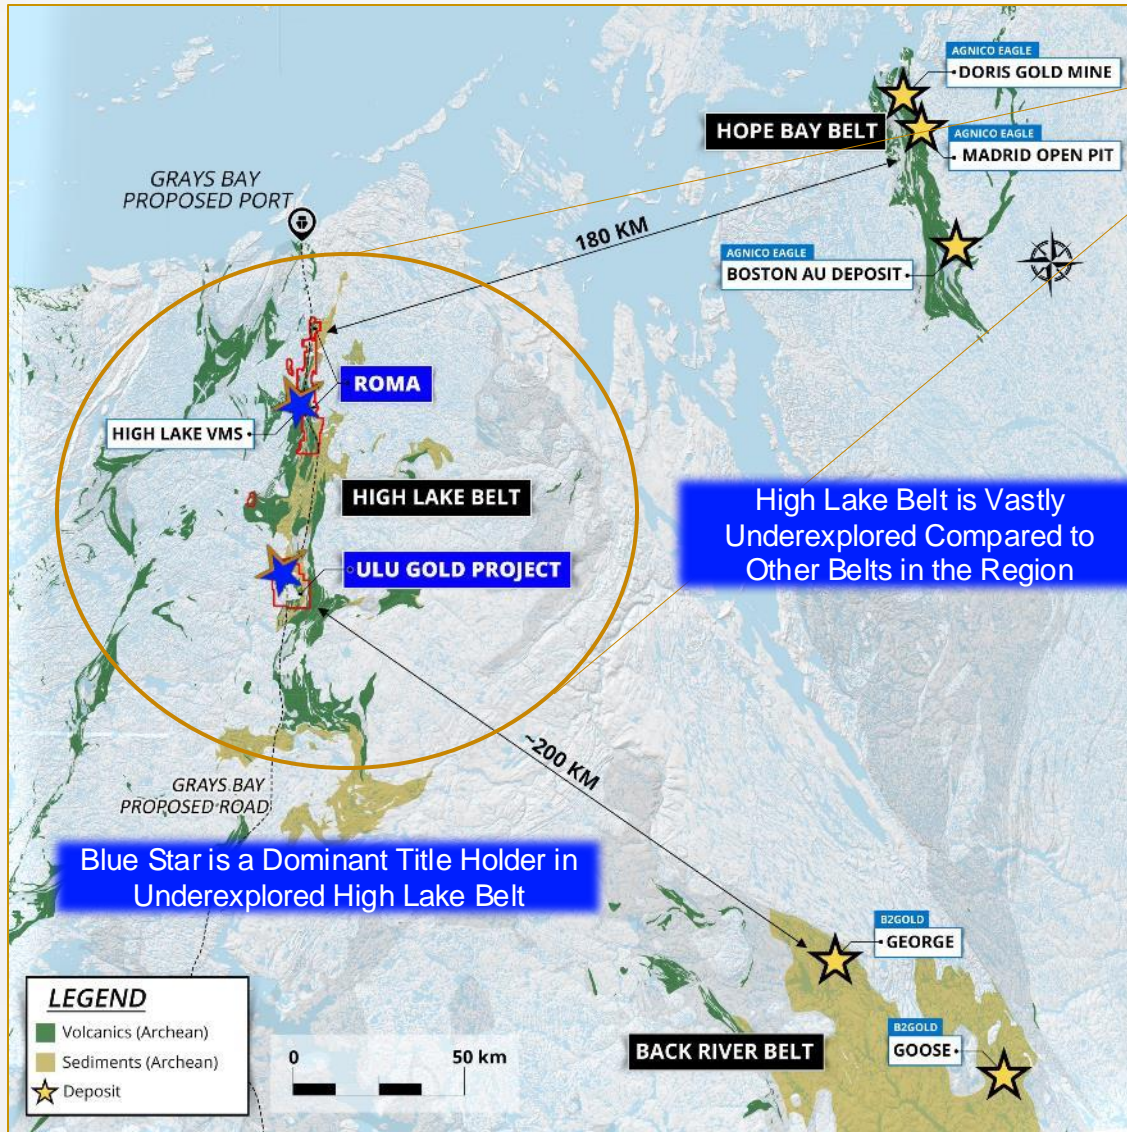 AGNICO EAGLE
DORIS GOLD MINE
HOPE BAY BELT
AGNICO EAGLE
MADRID OPEN PIT
GRAYS BAY
PROPOSED PORT
180 KM
AGNICO EAGLE
BOSTON AU DEPOSIT
ROMA
HIGH LAKE VMS
HIGH LAKE BELT
High Lake Belt is Vastly
Underexplored Compared to
Other Belts in the Region
ULU GOLD PROJECT
~200 KM
GRAYS BAY
PROPOSED ROAD
Blue Star is a Dominant Title Holder in
Underexplored High Lake Belt
B2GOLD
GEORGE
LEGEND
Volcanics (Archean)
Sediments (Archean)
Deposit
0 50 km
BACK RIVER BELT
B2GOLD
GOOSE